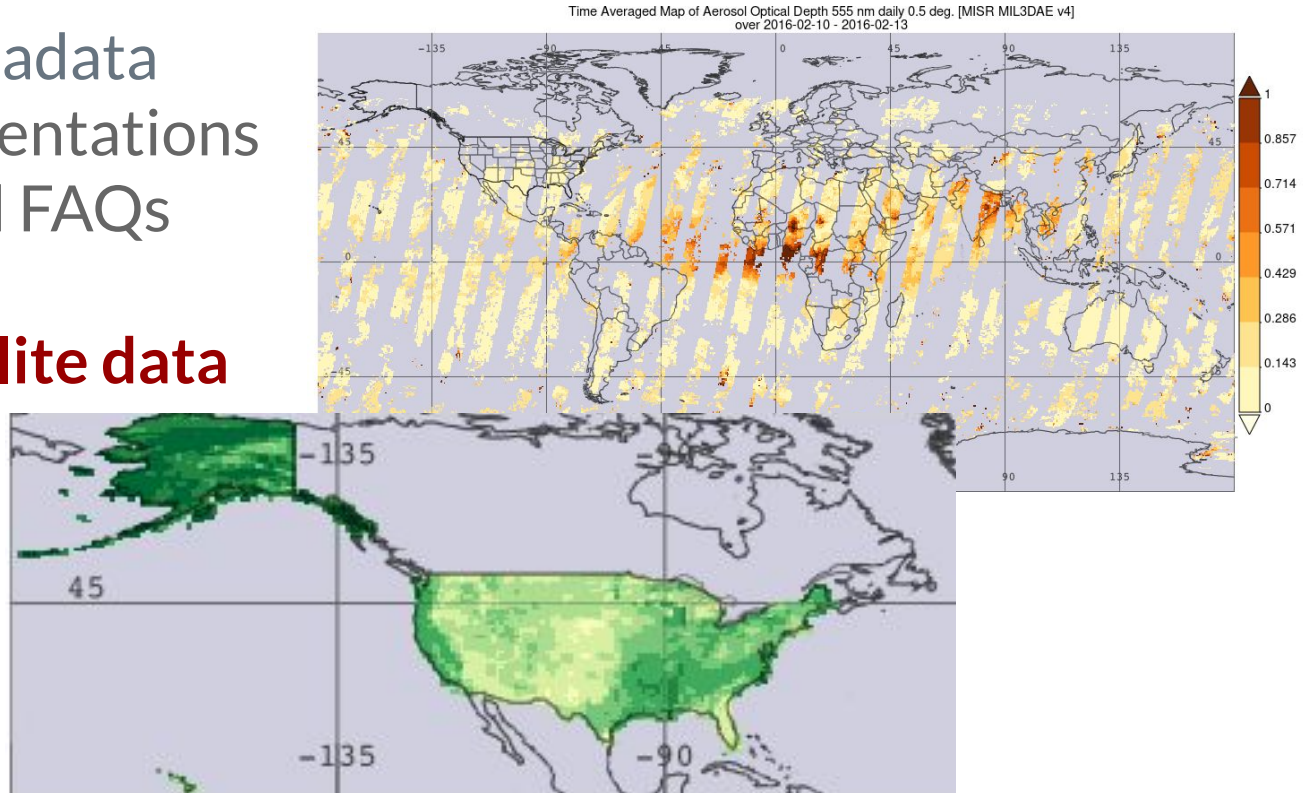 adata
entations
FAQs
lite data
Time Averaged Map of Aerosol Optical Depth 555 nm daily 0.5 deg. [MISR MIL3DAE v4]
over 2016-02-10 - 2016-02-13
-135 -90 -45 0 45 90 135
45 45
0 0
-45
90 135
1
0.857
0.714
0.571
0.429
0.286
0.143
0
-135 -90
45
-135 -90